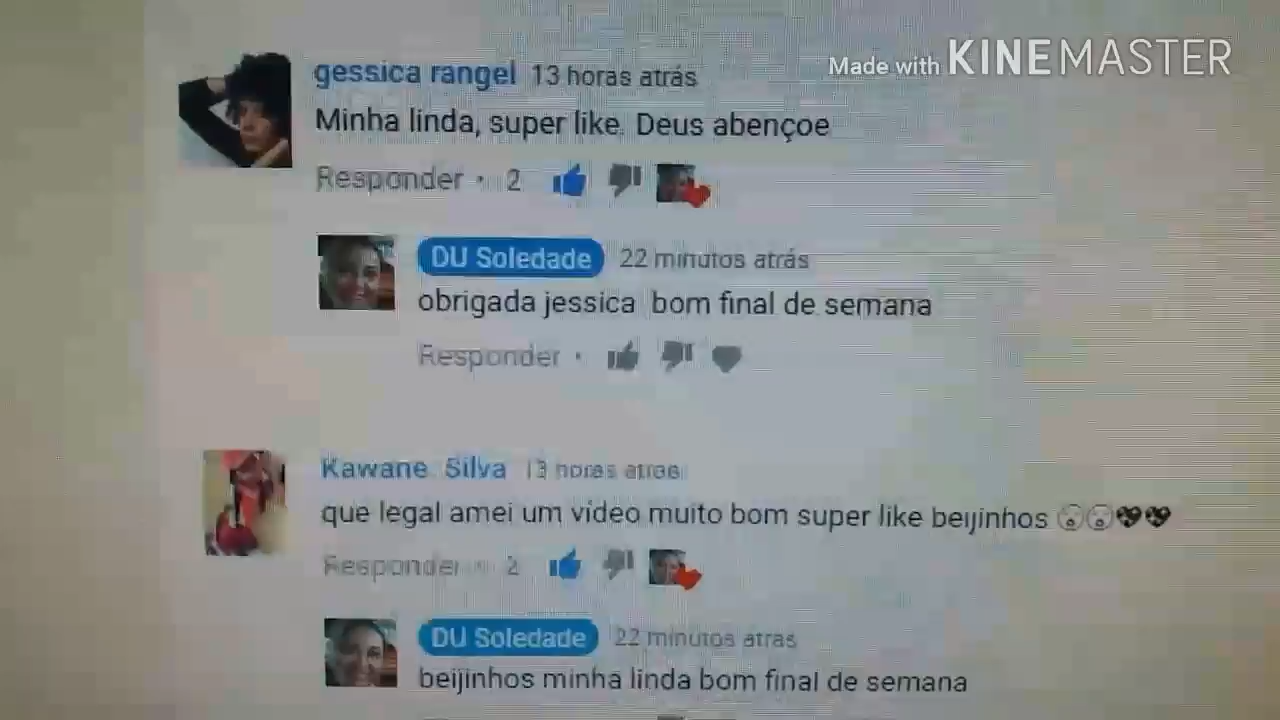 Made with KINEMASTER
gessica rangel 13 horas atrás
Minha linda, super like. Deus abençoe
Responder · 2
DU Soledade 22 minutos atrás
obrigada jessica bom final de semana
Responder ·
Kawane Silva 13 horas atrás
que legal amei um vídeo muito bom super like beijinhos 😘😘💖💖
Responder · 2
DU Soledade 22 minutos atrás
beijinhos minha linda bom final de semana